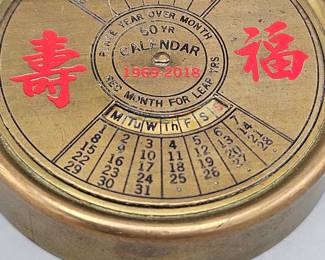 PLACE YEAR OVER MONTH
50 YR
CALENDAR
1969-2018
RED MONTH FOR LEAP YRS
壽
福
M Tu W Th F S S
1 2 3 4 5 6 7
8 9 10 11 12 13 14
15 16 17 18 19 20 21
22 23 24 25 26 27 28
29 30 31